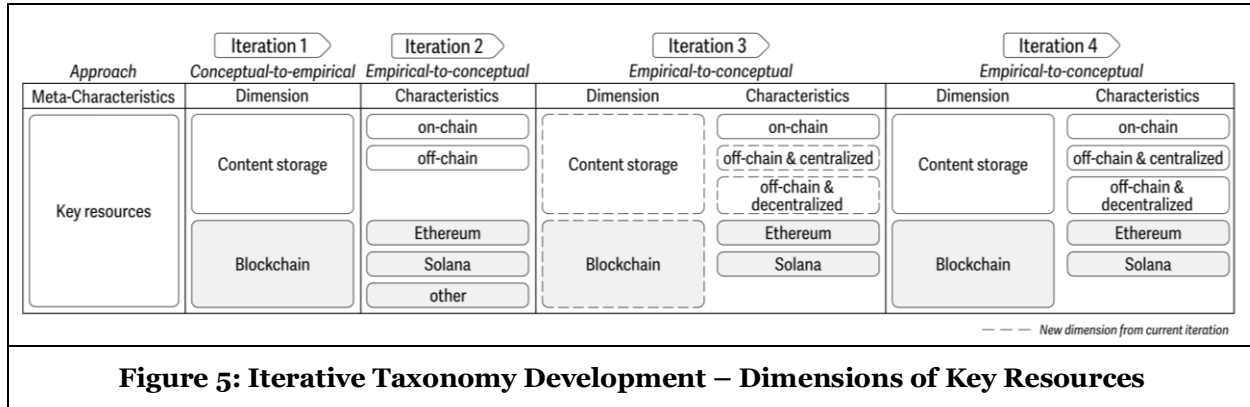 Iteration 1
Iteration 2
Iteration 3
Iteration 4
Approach
Conceptual-to-empirical
Empirical-to-conceptual
Empirical-to-conceptual
Empirical-to-conceptual
Meta-Characteristics
Dimension
Characteristics
Dimension
Characteristics
Dimension
Characteristics
Key resources
Content storage
on-chain
off-chain
Content storage
on-chain
off-chain & centralized
off-chain &
decentralized
Content storage
on-chain
off-chain & centralized
off-chain &
decentralized
Blockchain
Ethereum
Solana
other
Blockchain
Ethereum
Solana
Blockchain
Ethereum
Solana
New dimension from current iteration
Figure 5: Iterative Taxonomy Development – Dimensions of Key Resources